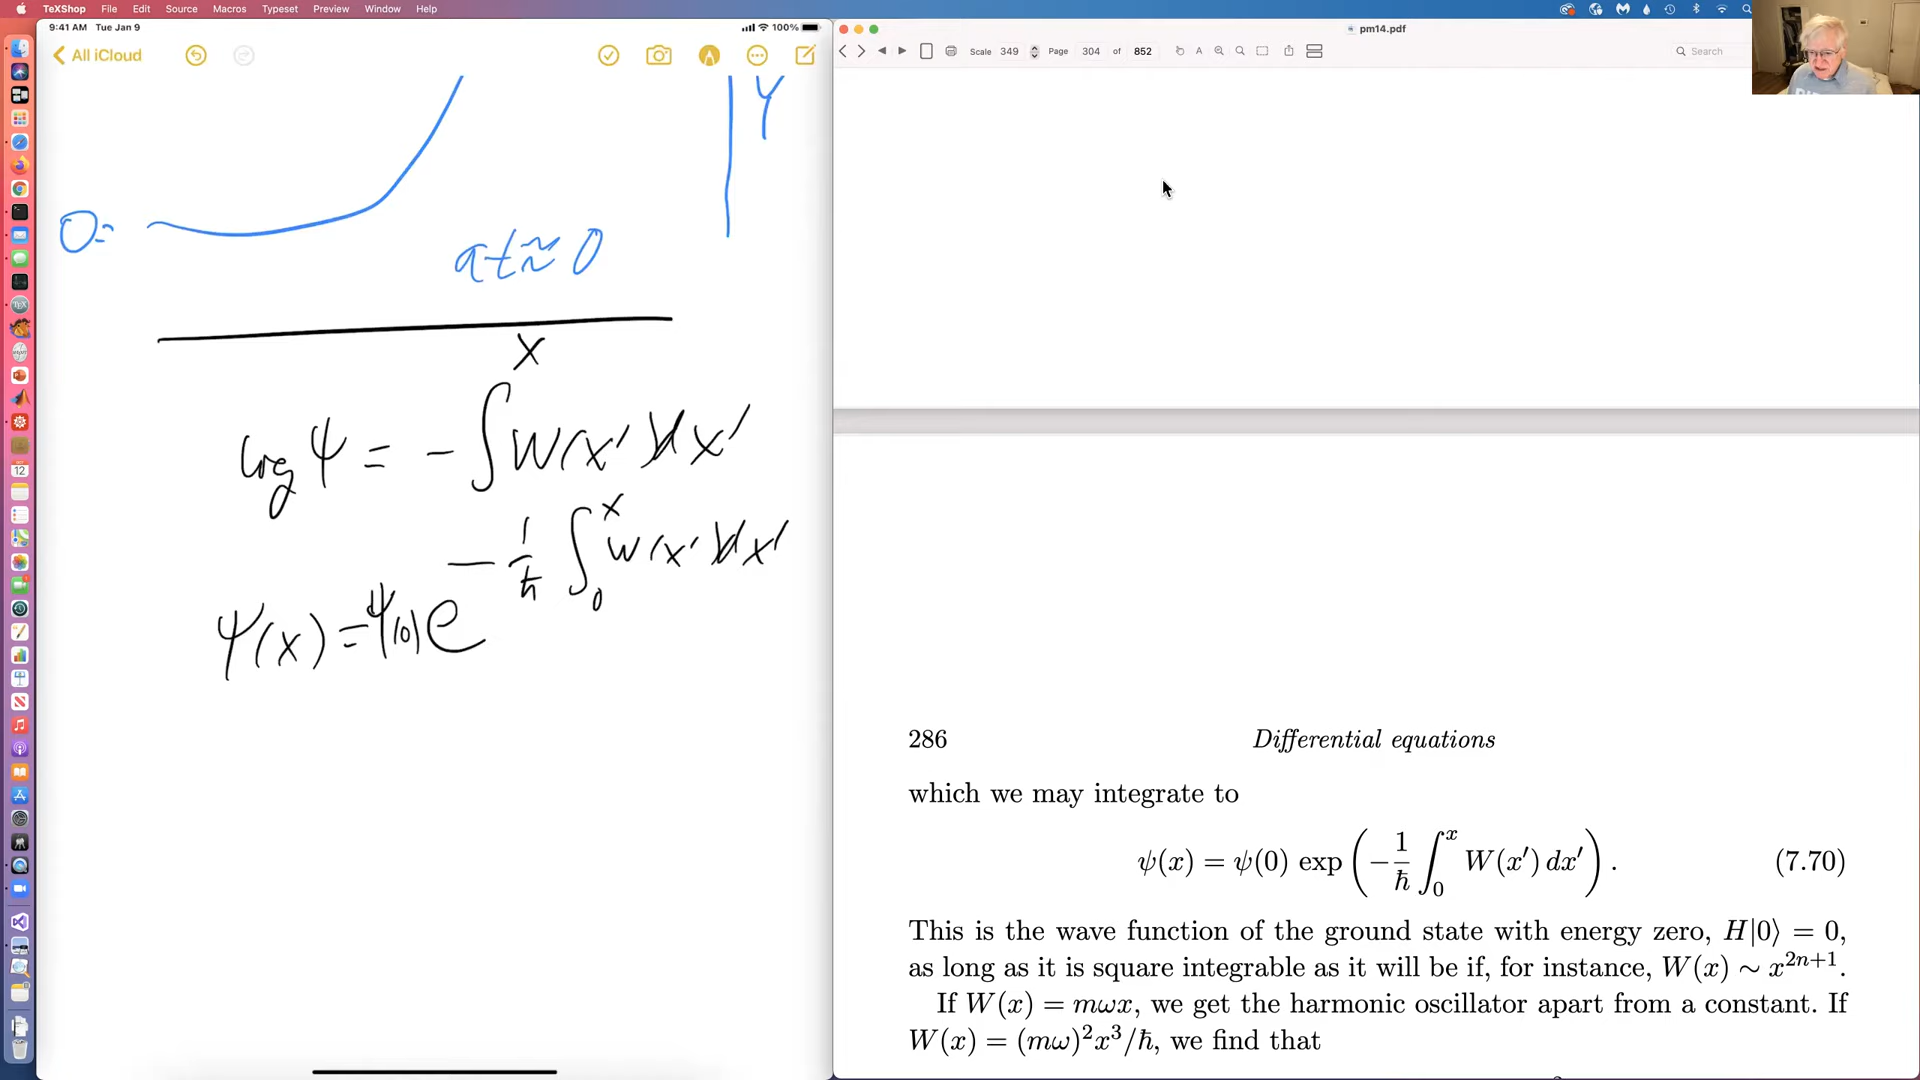 TeXShop File Edit Source Macros Typeset Preview Window Help
9:41 AM Tue Jan 9
100%
All iCloud
O=
Y
at ≈ 0
log ψ = - ∫^x W(x')dx'
ψ(x) = ψ(0) e^{- 1/ħ ∫_0^x W(x')dx'}
pm14.pdf
Scale 349 Page 304 of 852
Search
286 Differential equations
which we may integrate to
ψ(x) = ψ(0) exp ( - 1/ħ ∫_0^x W(x') dx' ) . (7.70)
This is the wave function of the ground state with energy zero, H|0⟩ = 0,
as long as it is square integrable as it will be if, for instance, W(x) ∼ x^{2n+1}.
If W(x) = mωx, we get the harmonic oscillator apart from a constant. If
W(x) = (mω)²x³/ħ, we find that